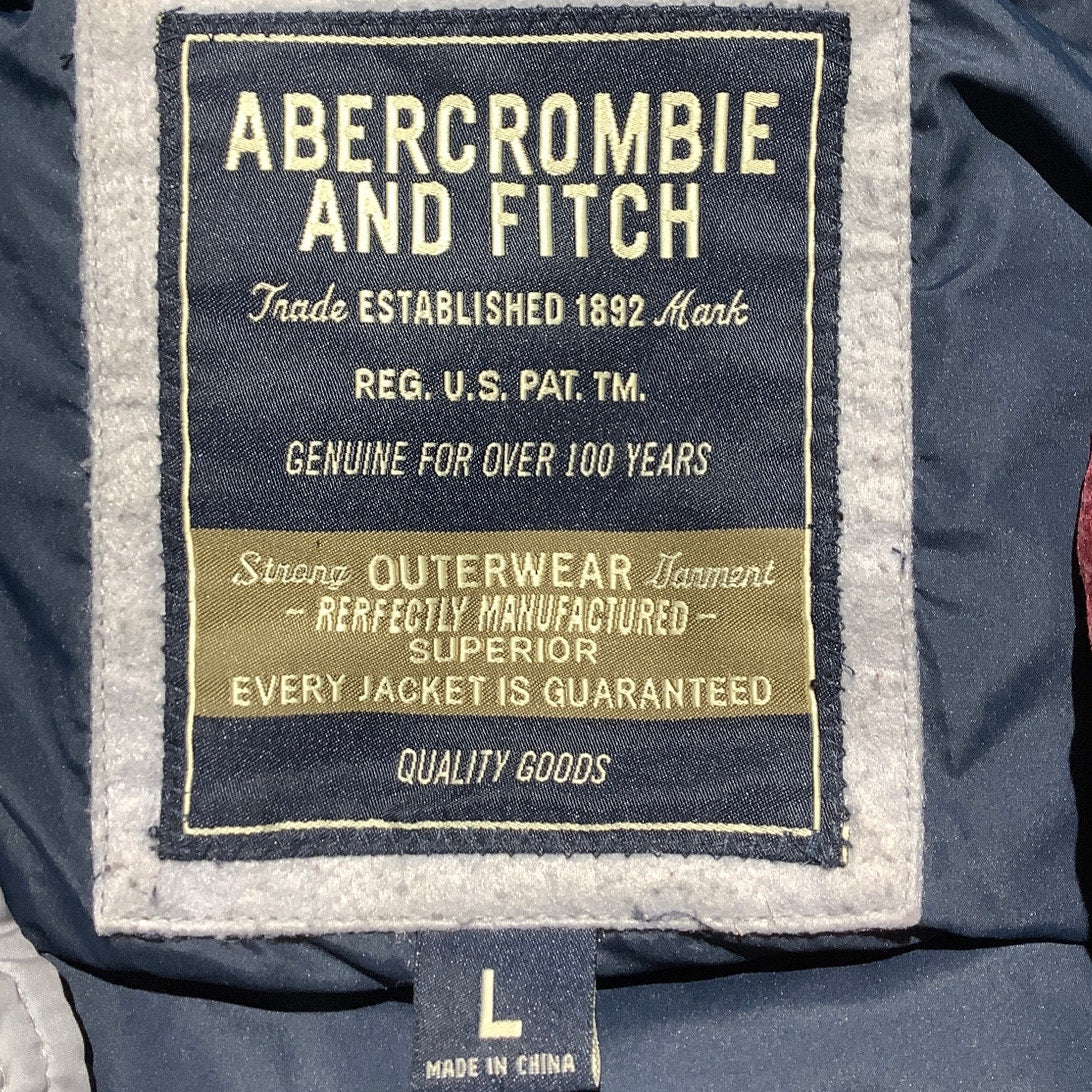 ABERCROMBIE
AND FITCH
Trade ESTABLISHED 1892 Mark
REG. U.S. PAT. TM.
GENUINE FOR OVER 100 YEARS
Strong OUTERWEAR Garment
- RERFECTLY MANUFACTURED -
SUPERIOR
EVERY JACKET IS GUARANTEED
QUALITY GOODS
L
MADE IN CHINA